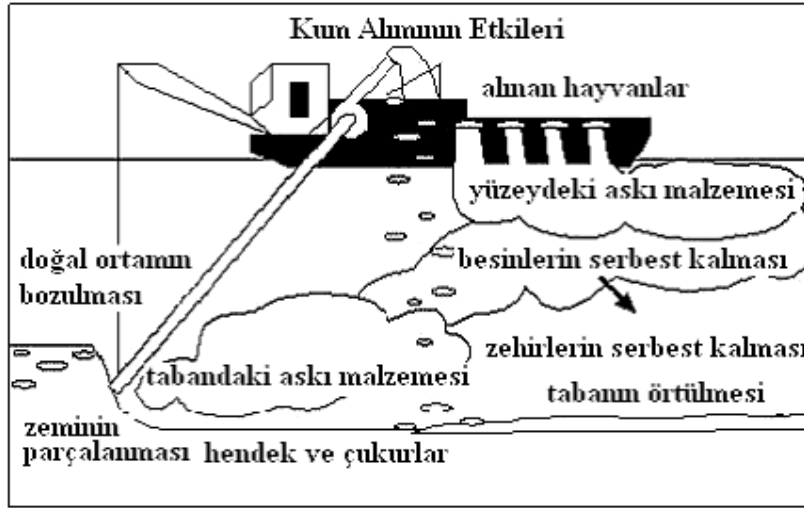 Kum Alımının Etkileri
alınan hayvanlar
yüzeydeki askı malzemesi
doğal ortamın
bozulması
besinlerin serbest kalması
zehirlerin serbest kalması
tabandaki askı malzemesi
tabanın örtülmesi
zeminin
parçalanması
hendek ve çukurlar